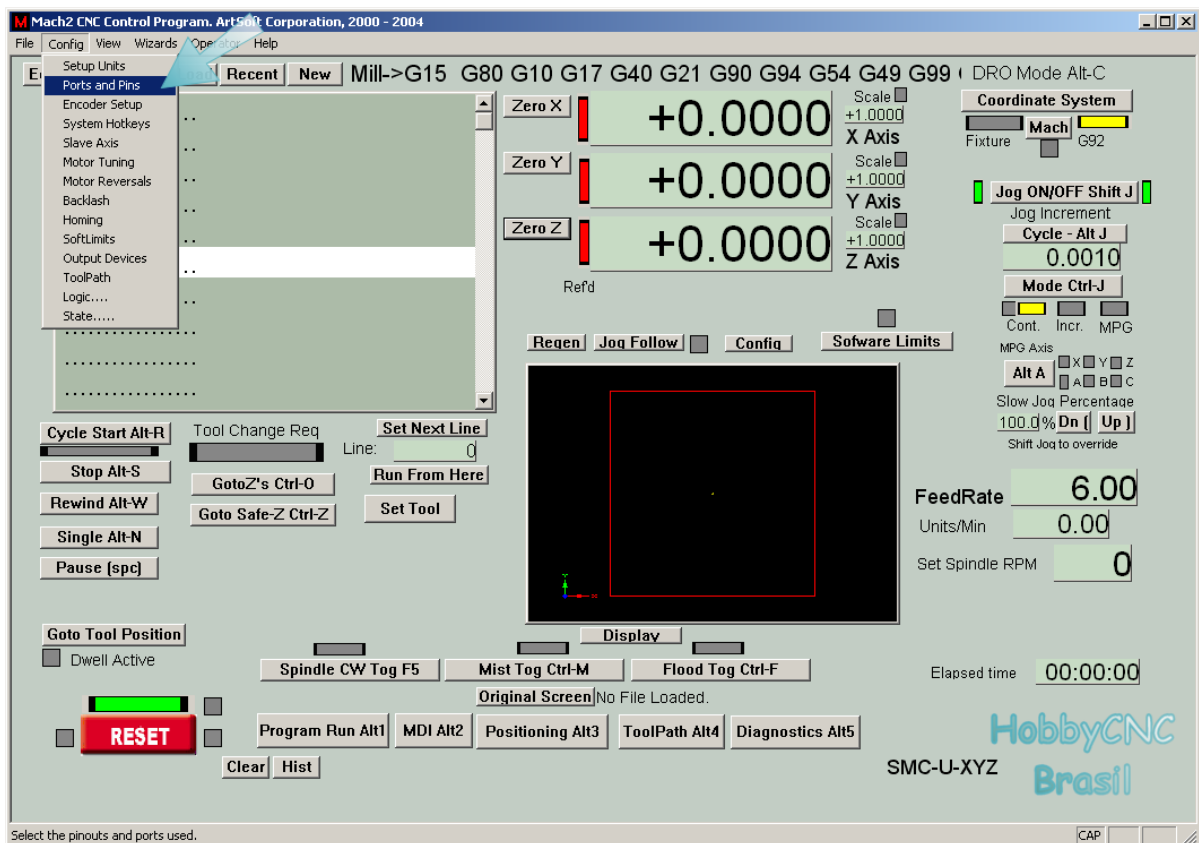 Mach2 CNC Control Program. ArtSoft Corporation, 2000 - 2004
File Config View Wizards Operator Help
Setup Units
Ports and Pins
Encoder Setup
System Hotkeys
Slave Axis
Motor Tuning
Motor Reversals
Backlash
Homing
SoftLimits
Output Devices
ToolPath
Logic....
State.....
Recent New Mill->G15 G80 G10 G17 G40 G21 G90 G94 G54 G49 G99 ( DRO Mode Alt-C
Zero X +0.0000 Scale +1.0000 X Axis
Zero Y +0.0000 Scale +1.0000 Y Axis
Zero Z +0.0000 Scale +1.0000 Z Axis
Ref'd
Coordinate System
Fixture Mach G92
Jog ON/OFF Shift J
Jog Increment
Cycle - Alt J
0.0010
Mode Ctrl-J
Cont. Incr. MPG
MPG Axis
Alt A X Y Z
A B C
Slow Jog Percentage
100.0 % Dn [ Up ]
Shift Jog to override
Regen Jog Follow Config Sofware Limits
Cycle Start Alt-R
Stop Alt-S
Rewind Alt-W
Single Alt-N
Pause (spc)
Tool Change Req
GotoZ's Ctrl-O
Goto Safe-Z Ctrl-Z
Set Next Line
Line: 0
Run From Here
Set Tool
FeedRate 6.00
Units/Min 0.00
Set Spindle RPM 0
Goto Tool Position
Dwell Active
Display
Spindle CW Tog F5 Mist Tog Ctrl-M Flood Tog Ctrl-F
Elapsed time 00:00:00
Original Screen No File Loaded.
RESET
Program Run Alt1 MDI Alt2 Positioning Alt3 ToolPath Alt4 Diagnostics Alt5
Clear Hist
SMC-U-XYZ
HobbyCNC
Brasil
Select the pinouts and ports used.
CAP